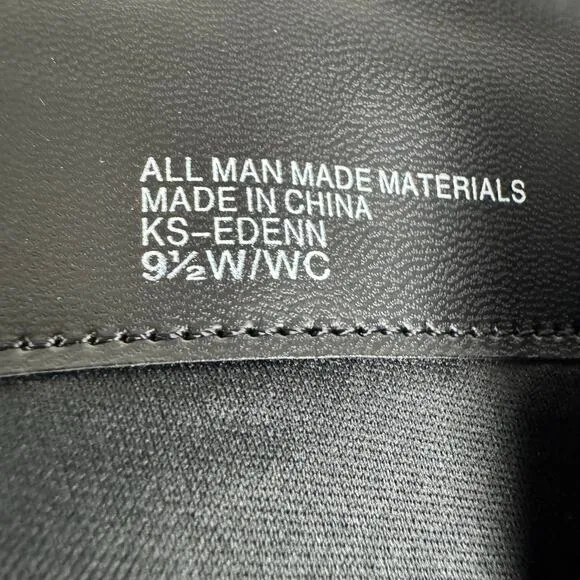 ALL MAN MADE MATERIALS
MADE IN CHINA
KS-EDENN
9½W/WC